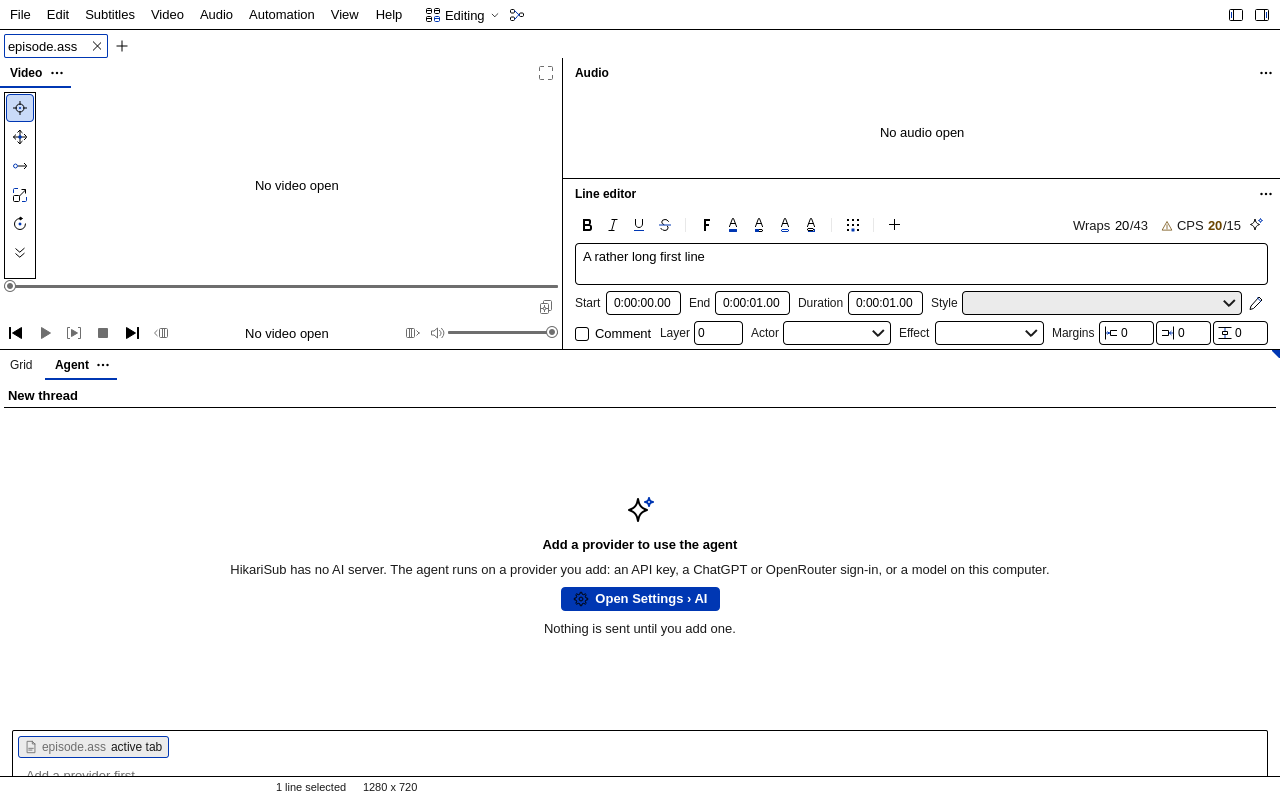 File Edit Subtitles Video Audio Automation View Help Editing
episode.ass
Video
No video open
No video open
Audio
No audio open
Line editor
B I U S F A A A A Wraps 20/43 CPS 20/15
A rather long first line
Start 0:00:00.00 End 0:00:01.00 Duration 0:00:01.00 Style
Comment Layer 0 Actor Effect Margins 0 0 0
Grid Agent
New thread
Add a provider to use the agent
HikariSub has no AI server. The agent runs on a provider you add: an API key, a ChatGPT or OpenRouter sign-in, or a model on this computer.
Open Settings › AI
Nothing is sent until you add one.
episode.ass active tab
Add a provider first
1 line selected 1280 x 720